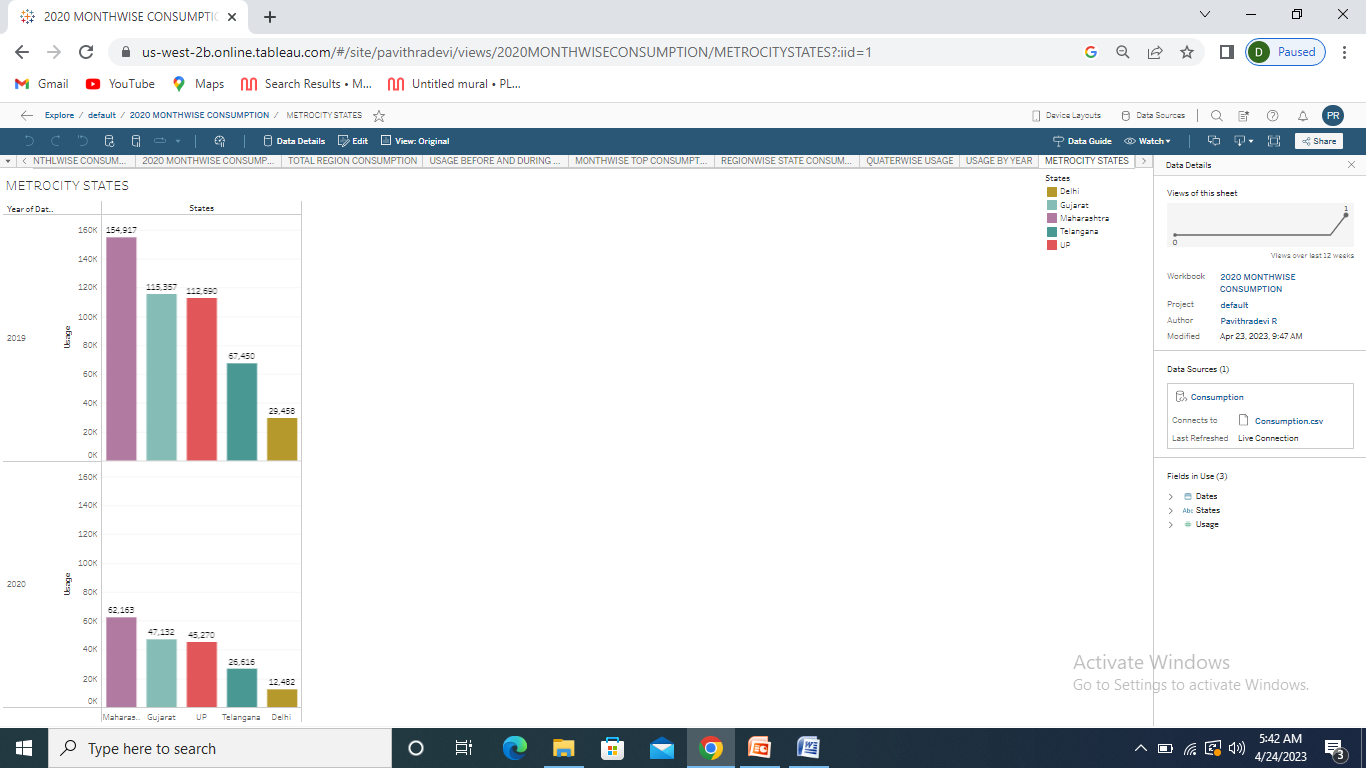 2020 MONTHWISE CONSUMPTIO
us-west-2b.online.tableau.com/#/site/pavithradevi/views/2020MONTHWISECONSUMPTION/METROCITYSTATES?:iid=1
D Paused
Gmail YouTube Maps Search Results • M... Untitled mural • PL...
Explore / default / 2020 MONTHWISE CONSUMPTION / METROCITY STATES
Device Layouts Data Sources PR
Data Details Edit View: Original Data Guide Watch Share
NTHLWISE CONSUM... 2020 MONTHWISE CONSUMP... TOTAL REGION CONSUMPTION USAGE BEFORE AND DURING ... MONTHWISE TOP CONSUMPT... REGIONWISE STATE CONSUM... QUATERWISE USAGE USAGE BY YEAR METROCITY STATES
METROCITY STATES
Year of Dat.. States
2019
Usage
160K
140K
120K
100K
80K
60K
40K
20K
0K
154,917
115,357
112,690
67,450
29,458
2020
Usage
160K
140K
120K
100K
80K
60K
40K
20K
0K
62,163
47,132
45,270
26,616
12,482
Maharas.. Gujarat UP Telangana Delhi
States
Delhi
Gujarat
Maharashtra
Telangana
UP
Data Details
Views of this sheet
1
0
Views over last 12 weeks
Workbook 2020 MONTHWISE
CONSUMPTION
Project default
Author Pavithradevi R
Modified Apr 23, 2023, 9:47 AM
Data Sources (1)
Consumption
Connects to Consumption.csv
Last Refreshed Live Connection
Fields in Use (3)
Dates
Abc States
# Usage
Activate Windows
Go to Settings to activate Windows.
Type here to search
5:42 AM
4/24/2023
3